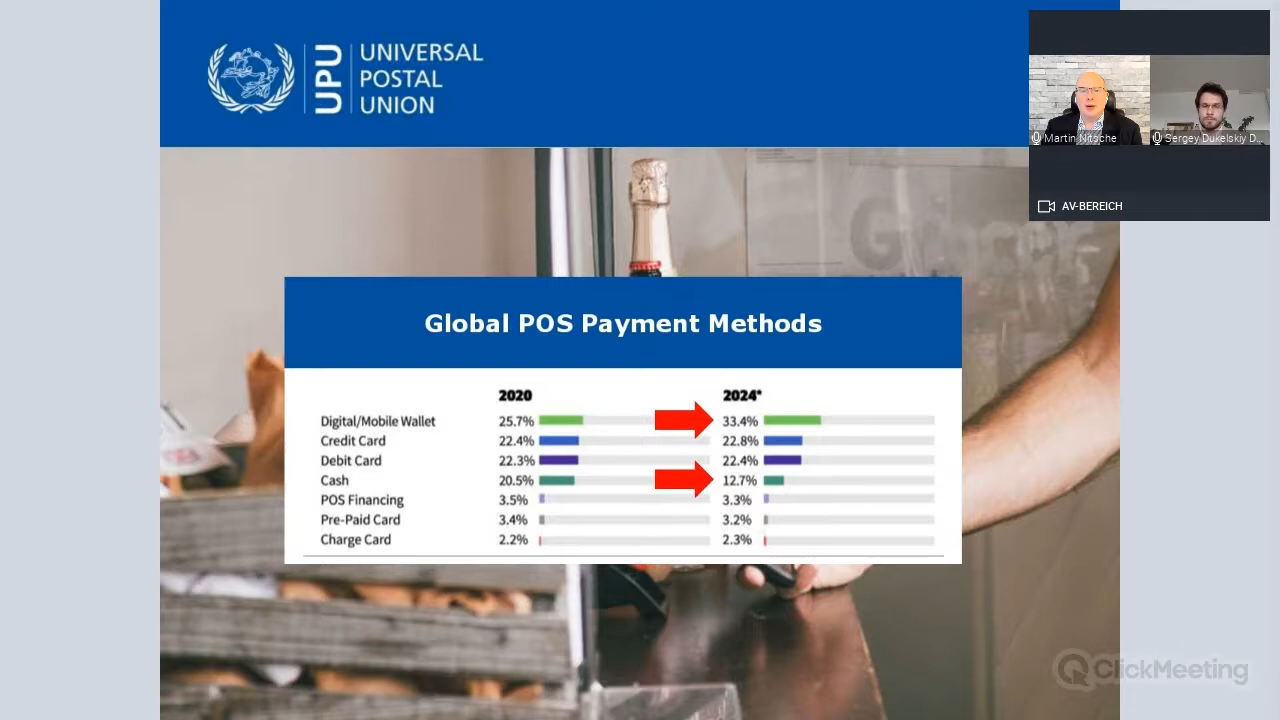 UPU
UNIVERSAL
POSTAL
UNION
Martin Nitsche
Sergey Dukelskiy D...
AV-BEREICH
Global POS Payment Methods
2020 2024*
Digital/Mobile Wallet 25.7% 33.4%
Credit Card 22.4% 22.8%
Debit Card 22.3% 22.4%
Cash 20.5% 12.7%
POS Financing 3.5% 3.3%
Pre-Paid Card 3.4% 3.2%
Charge Card 2.2% 2.3%
ClickMeeting